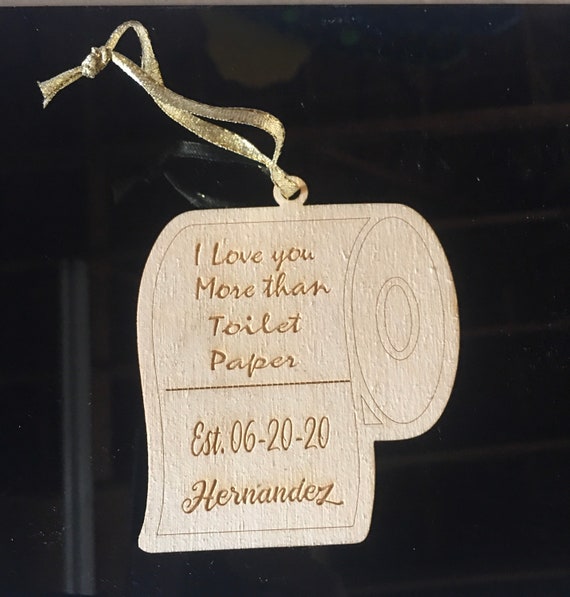 I Love you
More than
Toilet
Paper
Est. 06-20-20
Hernandez